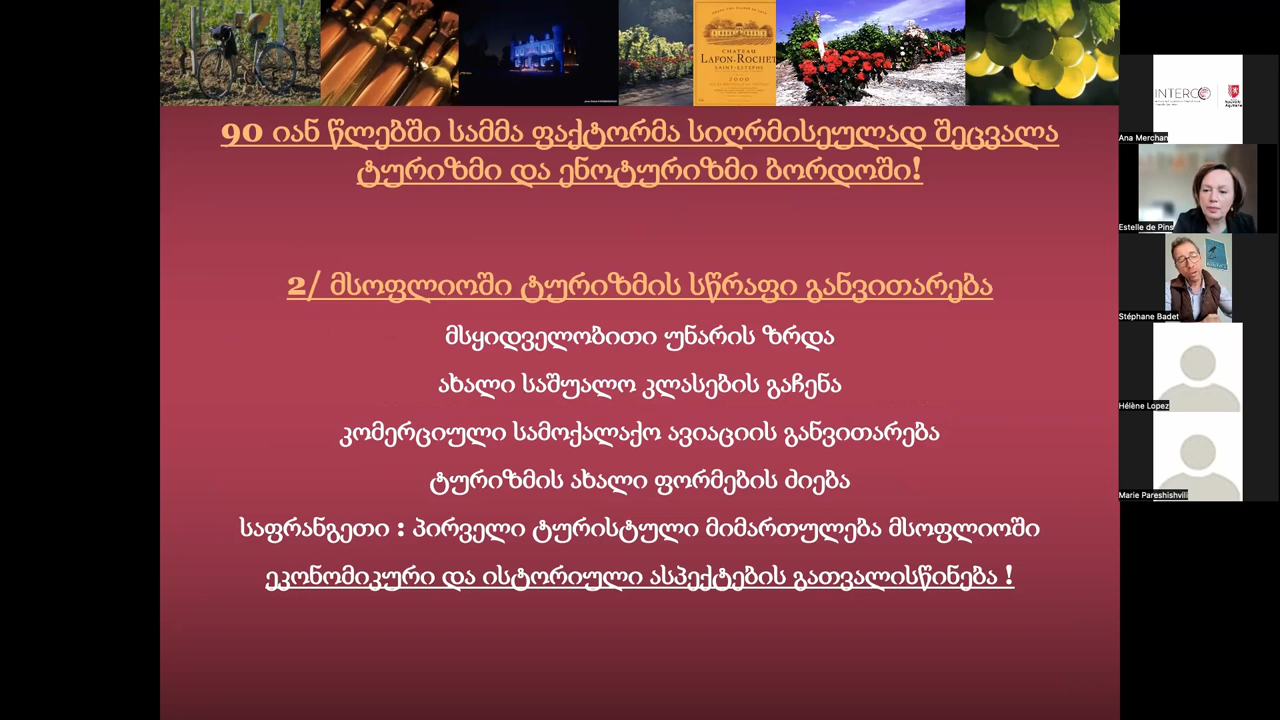 CHATEAU
LAFON-ROCHET
SAINT-ESTEPHE
2000
90 იან წლებში სამმა ფაქტორმა სიღრმისეულად შეცვალა
ტურიზმი და ენოტურიზმი ბორდოში!
2/ მსოფლიოში ტურიზმის სწრაფი განვითარება
მსყიდველობითი უნარის ზრდა
ახალი საშუალო კლასების გაჩენა
კომერციული სამოქალაქო ავიაციის განვითარება
ტურიზმის ახალი ფორმების ძიება
საფრანგეთი : პირველი ტურისტული მიმართულება მსოფლიოში
ეკონომიკური და ისტორიული ასპექტების გათვალისწინება !
INTERCO
Ana Merchan
Estelle de Pins
Stéphane Badet
Hélène Lopez
Marie Pareshishvili